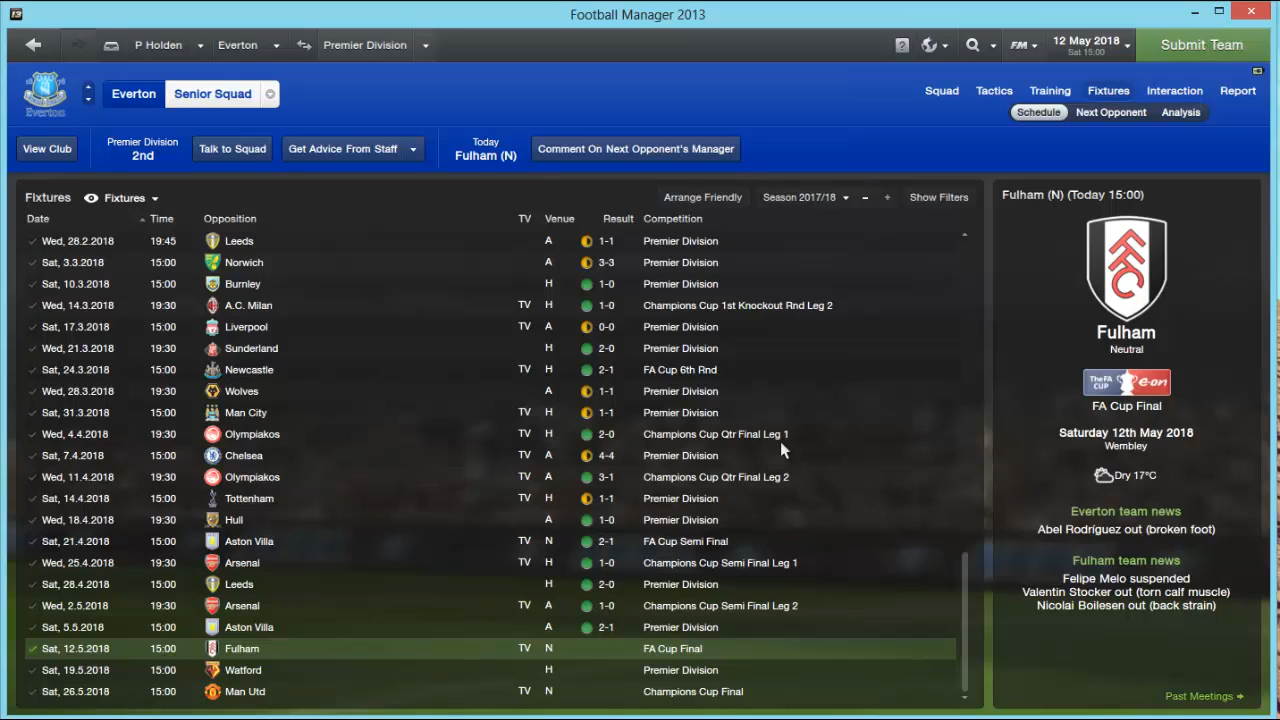 13 Football Manager 2013
P Holden Everton Premier Division ? FM 12 May 2018 Sat 15:00 Submit Team
Everton Everton Senior Squad Squad Tactics Training Fixtures Interaction Report
Schedule Next Opponent Analysis
View Club Premier Division 2nd Talk to Squad Get Advice From Staff Today Fulham (N) Comment On Next Opponent's Manager
Fixtures Fixtures Arrange Friendly Season 2017/18 - + Show Filters
Date Time Opposition TV Venue Result Competition
Wed, 28.2.2018 19:45 Leeds A 1-1 Premier Division
Sat, 3.3.2018 15:00 Norwich A 3-3 Premier Division
Sat, 10.3.2018 15:00 Burnley H 1-0 Premier Division
Wed, 14.3.2018 19:30 A.C. Milan TV H 1-0 Champions Cup 1st Knockout Rnd Leg 2
Sat, 17.3.2018 15:00 Liverpool TV A 0-0 Premier Division
Wed, 21.3.2018 19:30 Sunderland H 2-0 Premier Division
Sat, 24.3.2018 15:00 Newcastle TV H 2-1 FA Cup 6th Rnd
Wed, 28.3.2018 19:30 Wolves A 1-1 Premier Division
Sat, 31.3.2018 15:00 Man City TV H 1-1 Premier Division
Wed, 4.4.2018 19:30 Olympiakos TV H 2-0 Champions Cup Qtr Final Leg 1
Sat, 7.4.2018 15:00 Chelsea TV A 4-4 Premier Division
Wed, 11.4.2018 19:30 Olympiakos TV A 3-1 Champions Cup Qtr Final Leg 2
Sat, 14.4.2018 15:00 Tottenham TV H 1-1 Premier Division
Wed, 18.4.2018 19:30 Hull A 1-0 Premier Division
Sat, 21.4.2018 15:00 Aston Villa TV N 2-1 FA Cup Semi Final
Wed, 25.4.2018 19:30 Arsenal TV H 1-0 Champions Cup Semi Final Leg 1
Sat, 28.4.2018 15:00 Leeds H 2-0 Premier Division
Wed, 2.5.2018 19:30 Arsenal TV A 1-0 Champions Cup Semi Final Leg 2
Sat, 5.5.2018 15:00 Aston Villa A 2-1 Premier Division
Sat, 12.5.2018 15:00 Fulham TV N FA Cup Final
Sat, 19.5.2018 15:00 Watford H Premier Division
Sat, 26.5.2018 15:00 Man Utd TV N Champions Cup Final
Fulham (N) (Today 15:00)
FFC
Fulham
Neutral
THE FA CUP e-on
FA Cup Final
Saturday 12th May 2018
Wembley
Dry 17°C
Everton team news
Abel Rodríguez out (broken foot)
Fulham team news
Felipe Melo suspended
Valentin Stocker out (torn calf muscle)
Nicolai Boilesen out (back strain)
Past Meetings